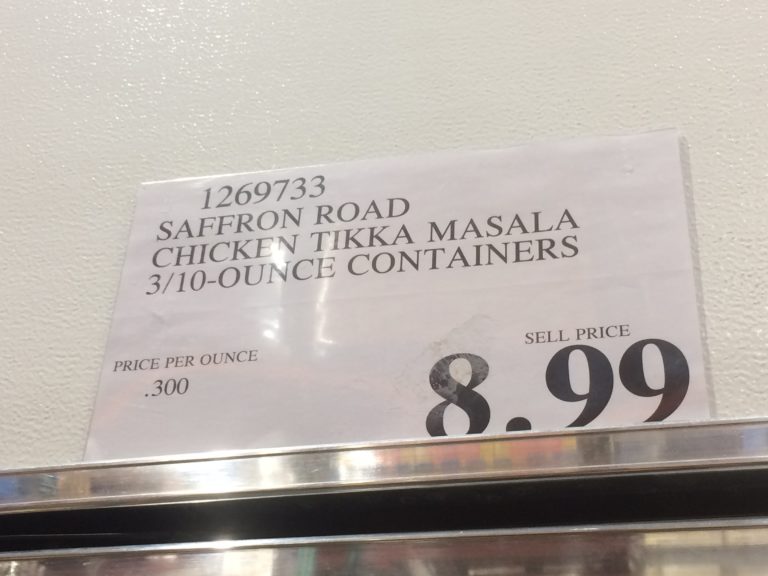 1269733
SAFFRON ROAD
CHICKEN TIKKA MASALA
3/10-OUNCE CONTAINERS
PRICE PER OUNCE
.300
SELL PRICE
8.99